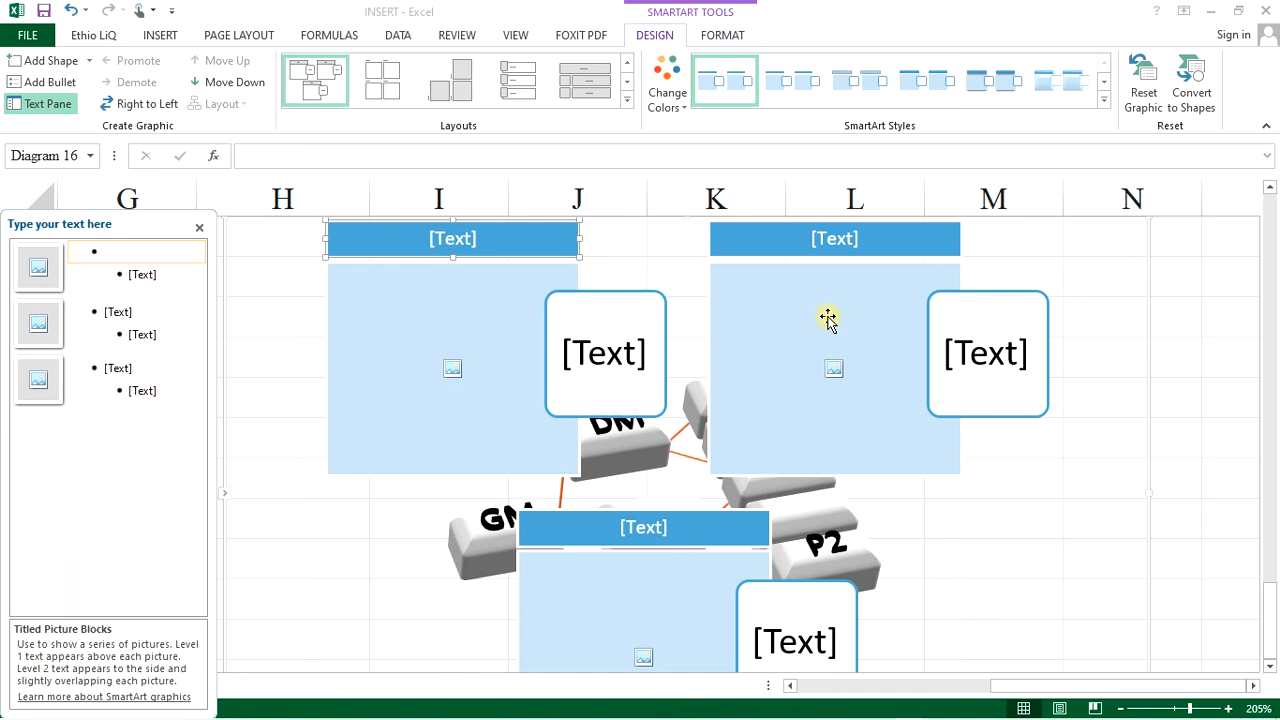 INSERT - Excel
SMARTART TOOLS
?
FILE
Ethio LiQ
INSERT
PAGE LAYOUT
FORMULAS
DATA
REVIEW
VIEW
FOXIT PDF
DESIGN
FORMAT
Sign in
Add Shape
Promote
Move Up
Add Bullet
Demote
Move Down
Text Pane
Right to Left
Layout
Create Graphic
Layouts
Change
Colors
SmartArt Styles
Reset
Graphic
Convert
to Shapes
Reset
Diagram 16
fx
G
H
I
J
K
L
M
N
Type your text here
[Text]
[Text]
[Text]
[Text]
[Text]
Titled Picture Blocks
Use to show a series of pictures. Level
1 text appears above each picture.
Level 2 text appears to the side and
slightly overlapping each picture.
Learn more about SmartArt graphics
[Text]
[Text]
[Text]
[Text]
DM
GM
[Text]
P2
[Text]
205%